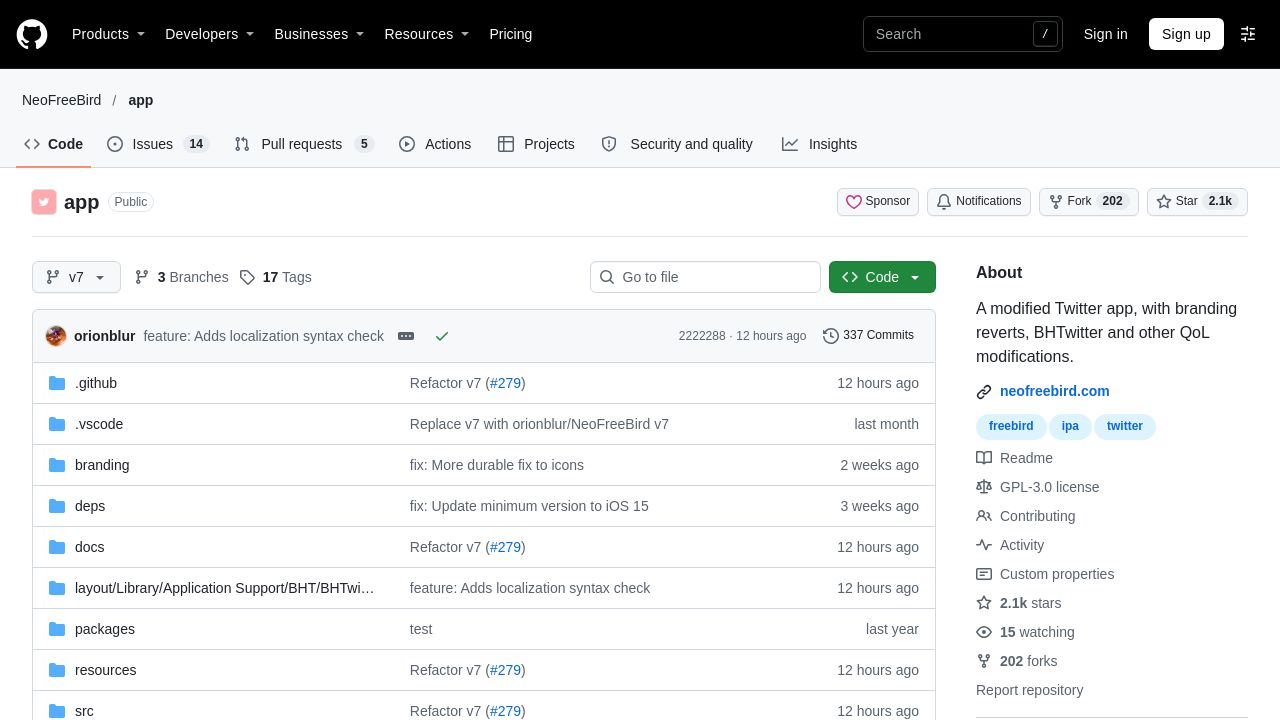 Products Developers Businesses Resources Pricing Search / Sign in Sign up
NeoFreeBird / app
Code Issues 14 Pull requests 5 Actions Projects Security and quality Insights
app Public Sponsor Notifications Fork 202 Star 2.1k
v7 3 Branches 17 Tags Go to file Code
orionblur feature: Adds localization syntax check 2222288 · 12 hours ago 337 Commits
.github Refactor v7 (#279) 12 hours ago
.vscode Replace v7 with orionblur/NeoFreeBird v7 last month
branding fix: More durable fix to icons 2 weeks ago
deps fix: Update minimum version to iOS 15 3 weeks ago
docs Refactor v7 (#279) 12 hours ago
layout/Library/Application Support/BHT/BHTwi… feature: Adds localization syntax check 12 hours ago
packages test last year
resources Refactor v7 (#279) 12 hours ago
src Refactor v7 (#279) 12 hours ago
About
A modified Twitter app, with branding
reverts, BHTwitter and other QoL
modifications.
neofreebird.com
freebird ipa twitter
Readme
GPL-3.0 license
Contributing
Activity
Custom properties
2.1k stars
15 watching
202 forks
Report repository